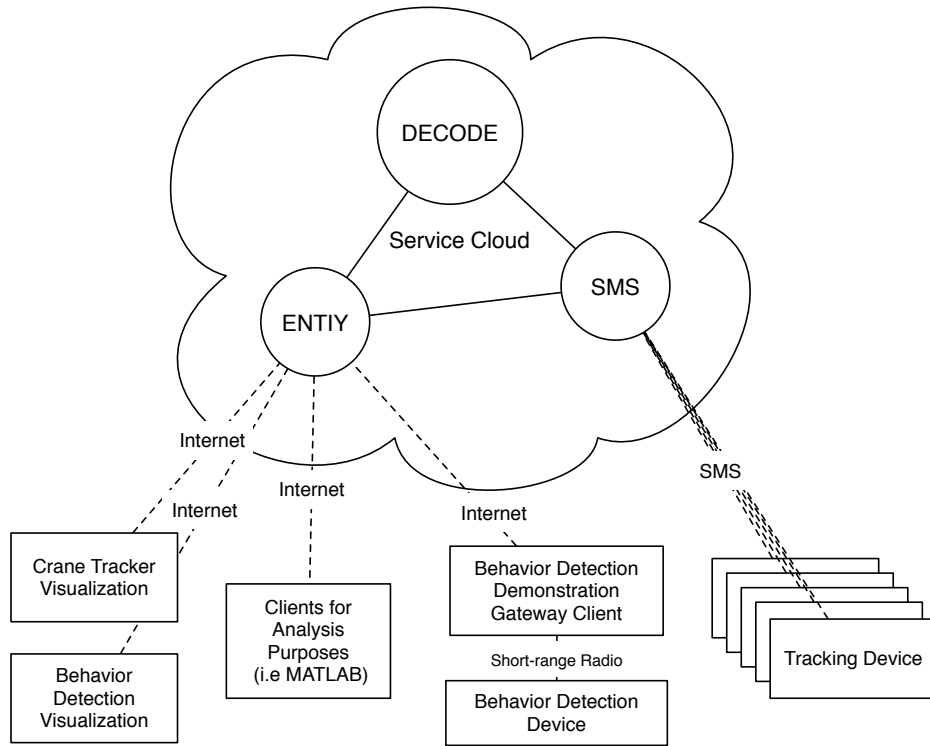 DECODE
Service Cloud
SMS
ENTIY
Internet
Internet
Internet
Internet
SMS
Crane Tracker
Visualization
Behavior
Detection
Visualization
Clients for
Analysis
Purposes
(i.e MATLAB)
Behavior Detection
Demonstration
Gateway Client
Short-range Radio
Behavior Detection
Device
Tracking Device